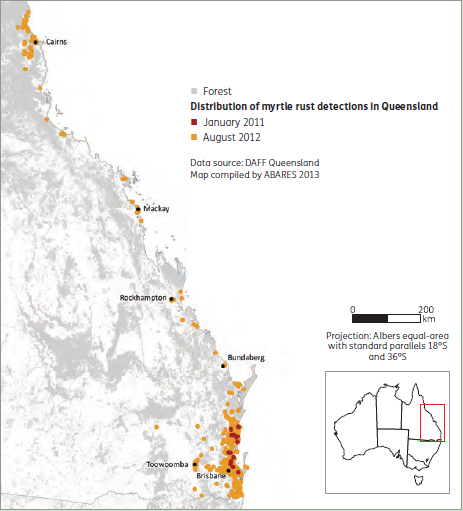 Cairns
Forest
Distribution of myrtle rust detections in Queensland
January 2011
August 2012
Data source: DAFF Queensland
Map compiled by ABARES 2013
Mackay
Rockhampton
0 200
km
Projection: Albers equal-area
with standard parallels 18°S
and 36°S
Bundaberg
Toowoomba
Brisbane